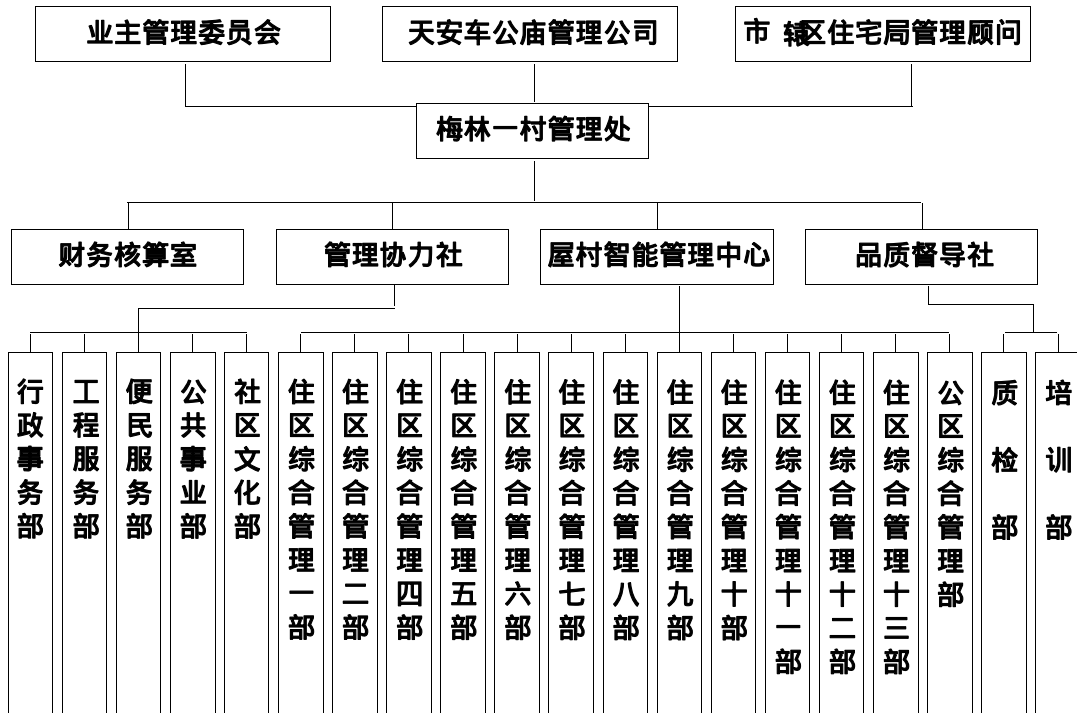 业主管理委员会
天安车公庙管理公司
市 区住宅局管理顾问
梅林一村管理处
财务核算室
管理协力社
屋村智能管理中心
品质督导社
行政事务部
工程服务部
便民服务部
公共事业部
社区文化部
住区综合管理一部
住区综合管理二部
住区综合管理四部
住区综合管理五部
住区综合管理六部
住区综合管理七部
住区综合管理八部
住区综合管理九部
住区综合管理十部
住区综合管理十一部
住区综合管理十二部
住区综合管理十三部
公区综合管理部
质检部
培训部